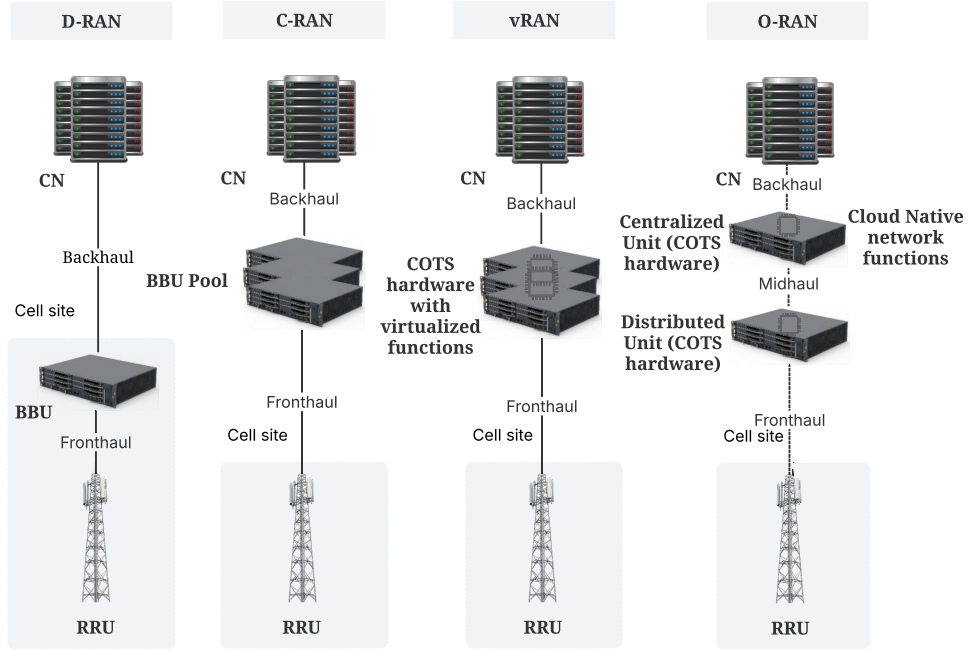 D-RAN
C-RAN
vRAN
O-RAN
CN
Backhaul
Cell site
BBU
Fronthaul
RRU
CN
Backhaul
BBU Pool
Fronthaul
Cell site
RRU
CN
Backhaul
COTS
hardware
with
virtualized
functions
Fronthaul
Cell site
RRU
CN
Backhaul
Centralized
Unit (COTS
hardware)
Cloud Native
network
functions
Midhaul
Distributed
Unit (COTS
hardware)
Fronthaul
Cell site
RRU